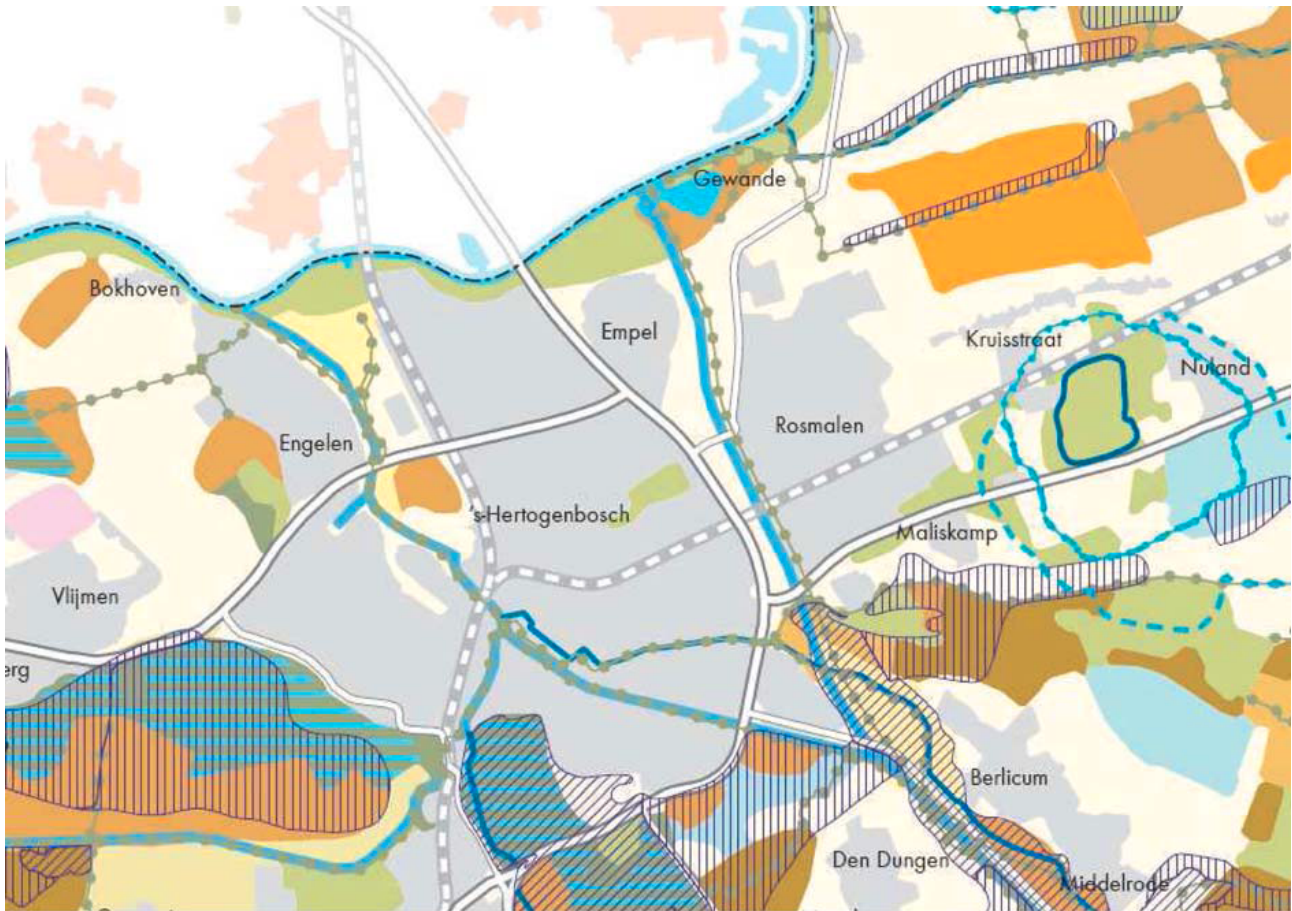 Gewande
Bokhoven
Empel
Kruisstraat
Nuland
Engelen
Rosmalen
's-Hertogenbosch
Maliskamp
Vlijmen
erg
Berlicum
Den Dungen
Middelrode